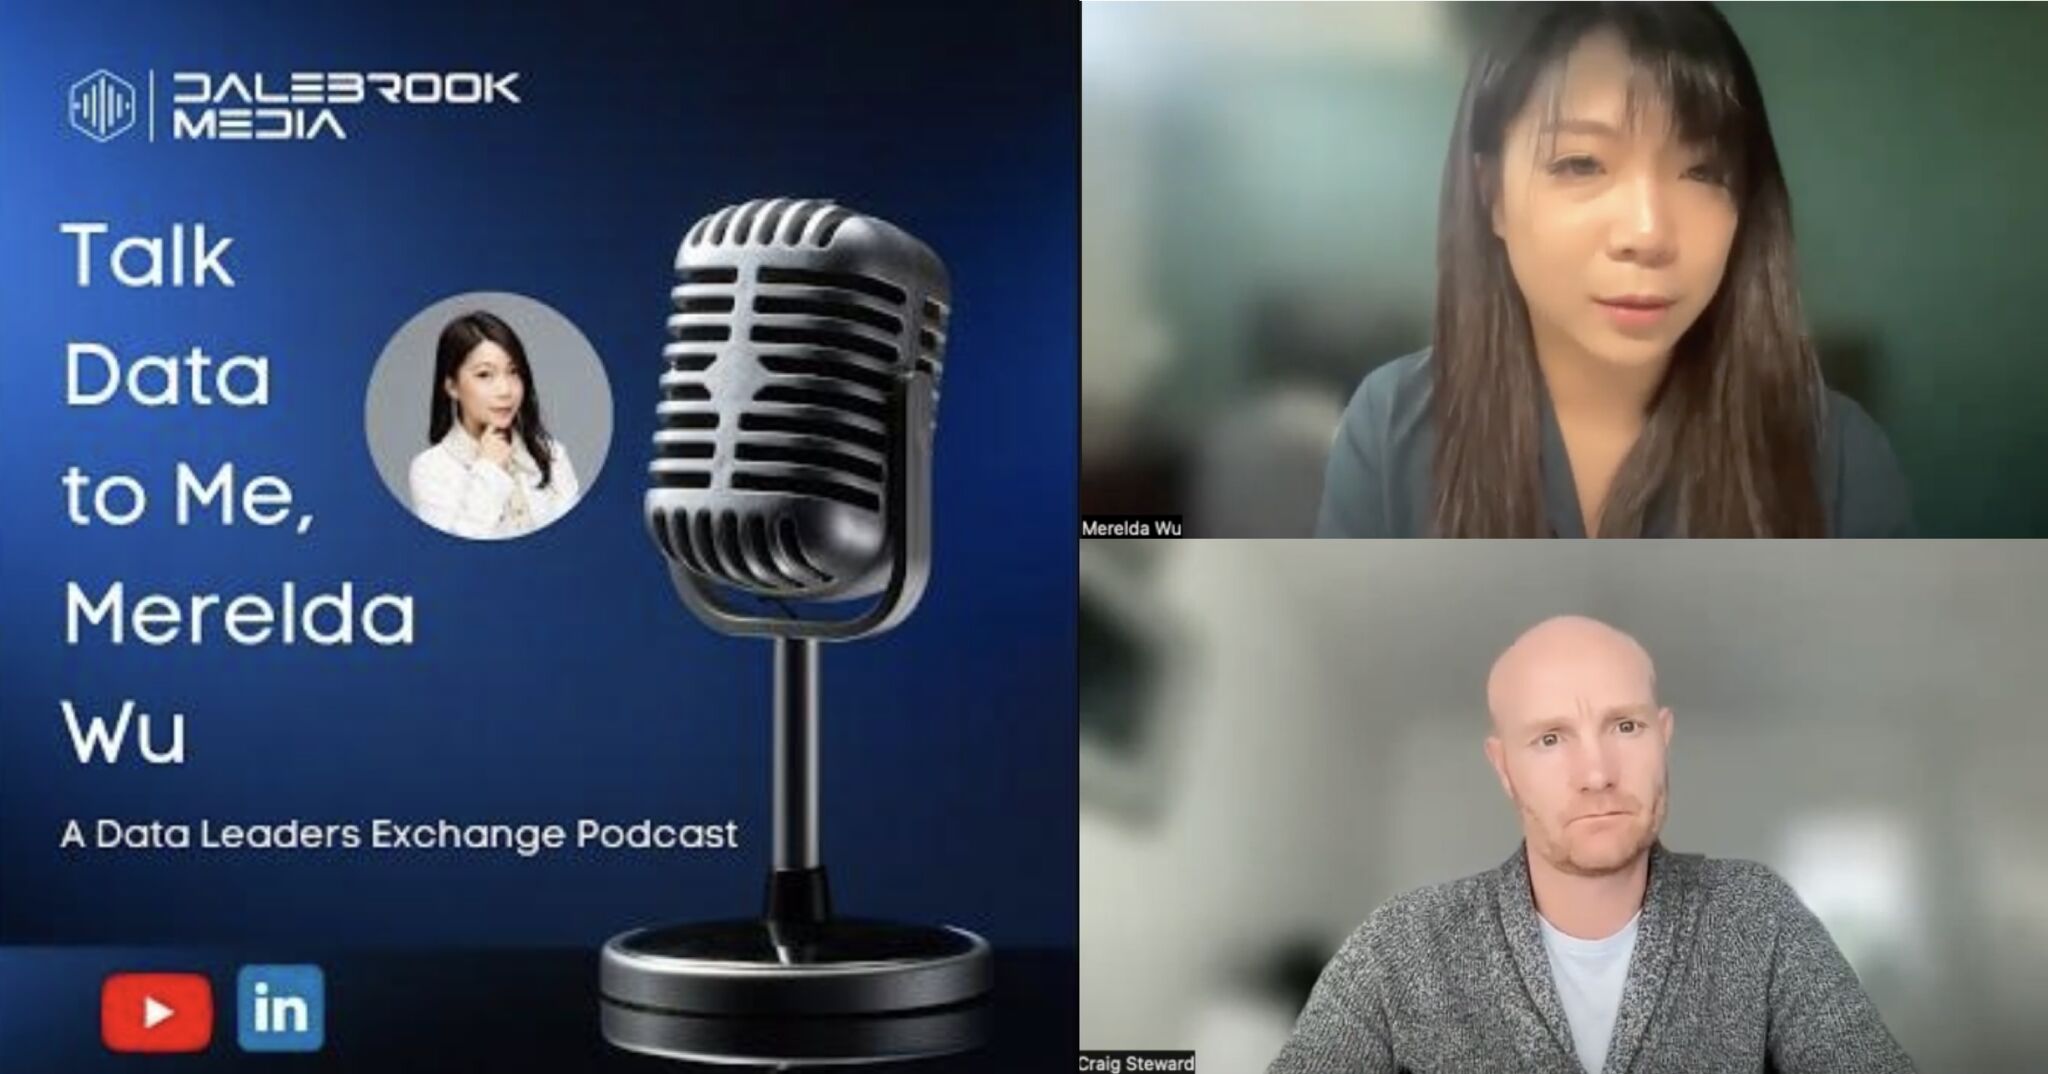 DALEBROOK
MEDIA
Talk
Data
to Me,
Merelda
Wu
A Data Leaders Exchange Podcast
in
Merelda Wu
Craig Steward